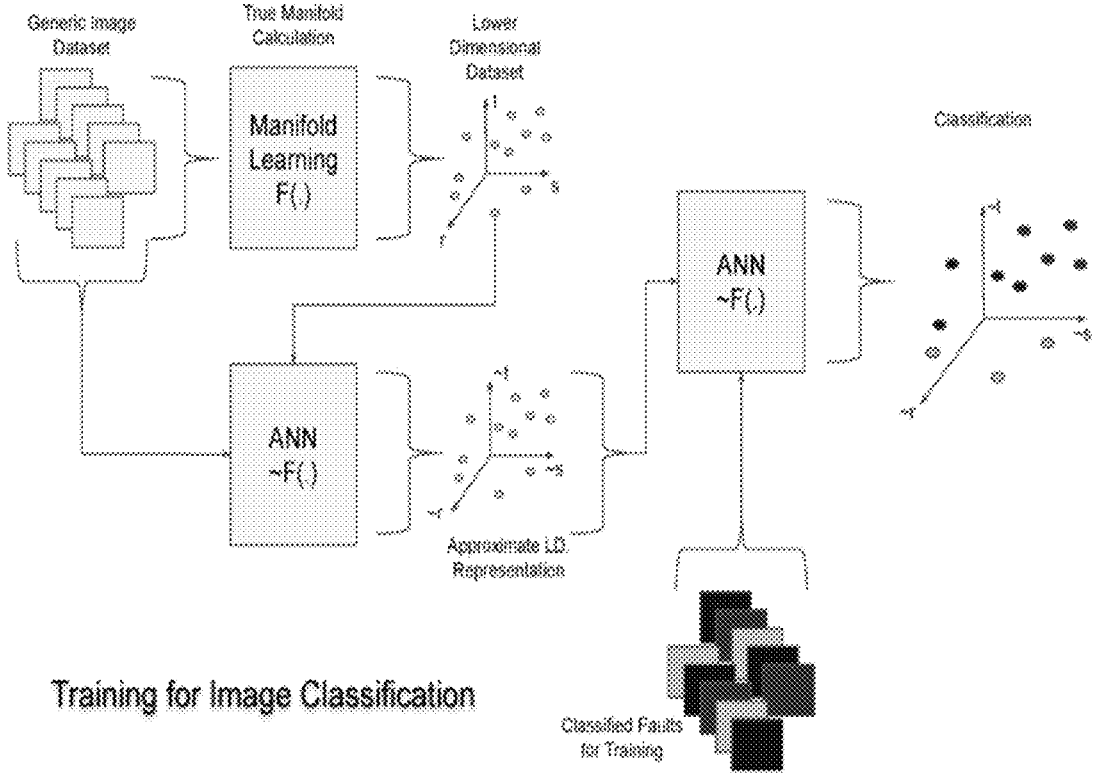 Generic Image
Dataset
True Manifold
Calculation
Lower
Dimensional
Dataset
Manifold
Learning
F(.)
t
s
r
Classification
ANN
~F(.)
~t
~s
~r
ANN
~F(.)
~t
~s
~r
Approximate L.D.
Representation
Training for Image Classification
Classified Faults
for Training